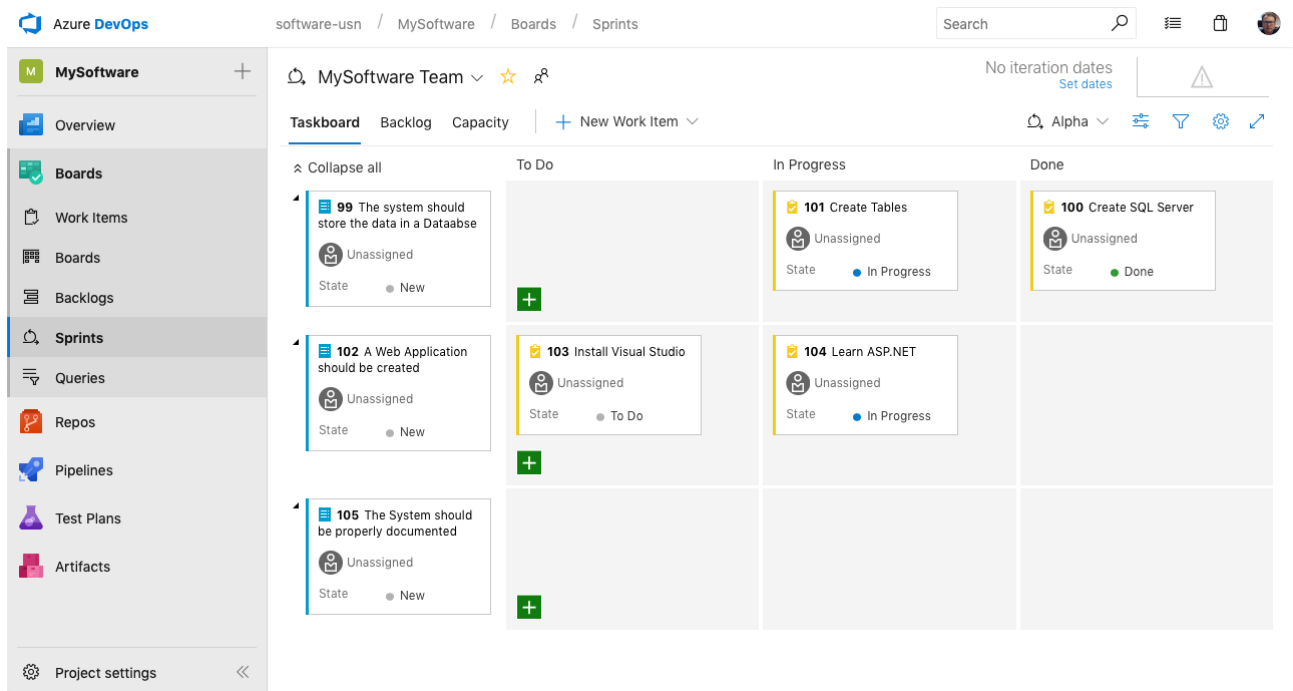 Azure DevOps
software-usn / MySoftware / Boards / Sprints
Search
M MySoftware
Overview
Boards
Work Items
Boards
Backlogs
Sprints
Queries
Repos
Pipelines
Test Plans
Artifacts
Project settings
MySoftware Team
No iteration dates
Set dates
Taskboard Backlog Capacity New Work Item Alpha
Collapse all To Do In Progress Done
99 The system should
store the data in a Dataabse
Unassigned
State New
101 Create Tables
Unassigned
State In Progress
100 Create SQL Server
Unassigned
State Done
102 A Web Application
should be created
Unassigned
State New
103 Install Visual Studio
Unassigned
State To Do
104 Learn ASP.NET
Unassigned
State In Progress
105 The System should
be properly documented
Unassigned
State New